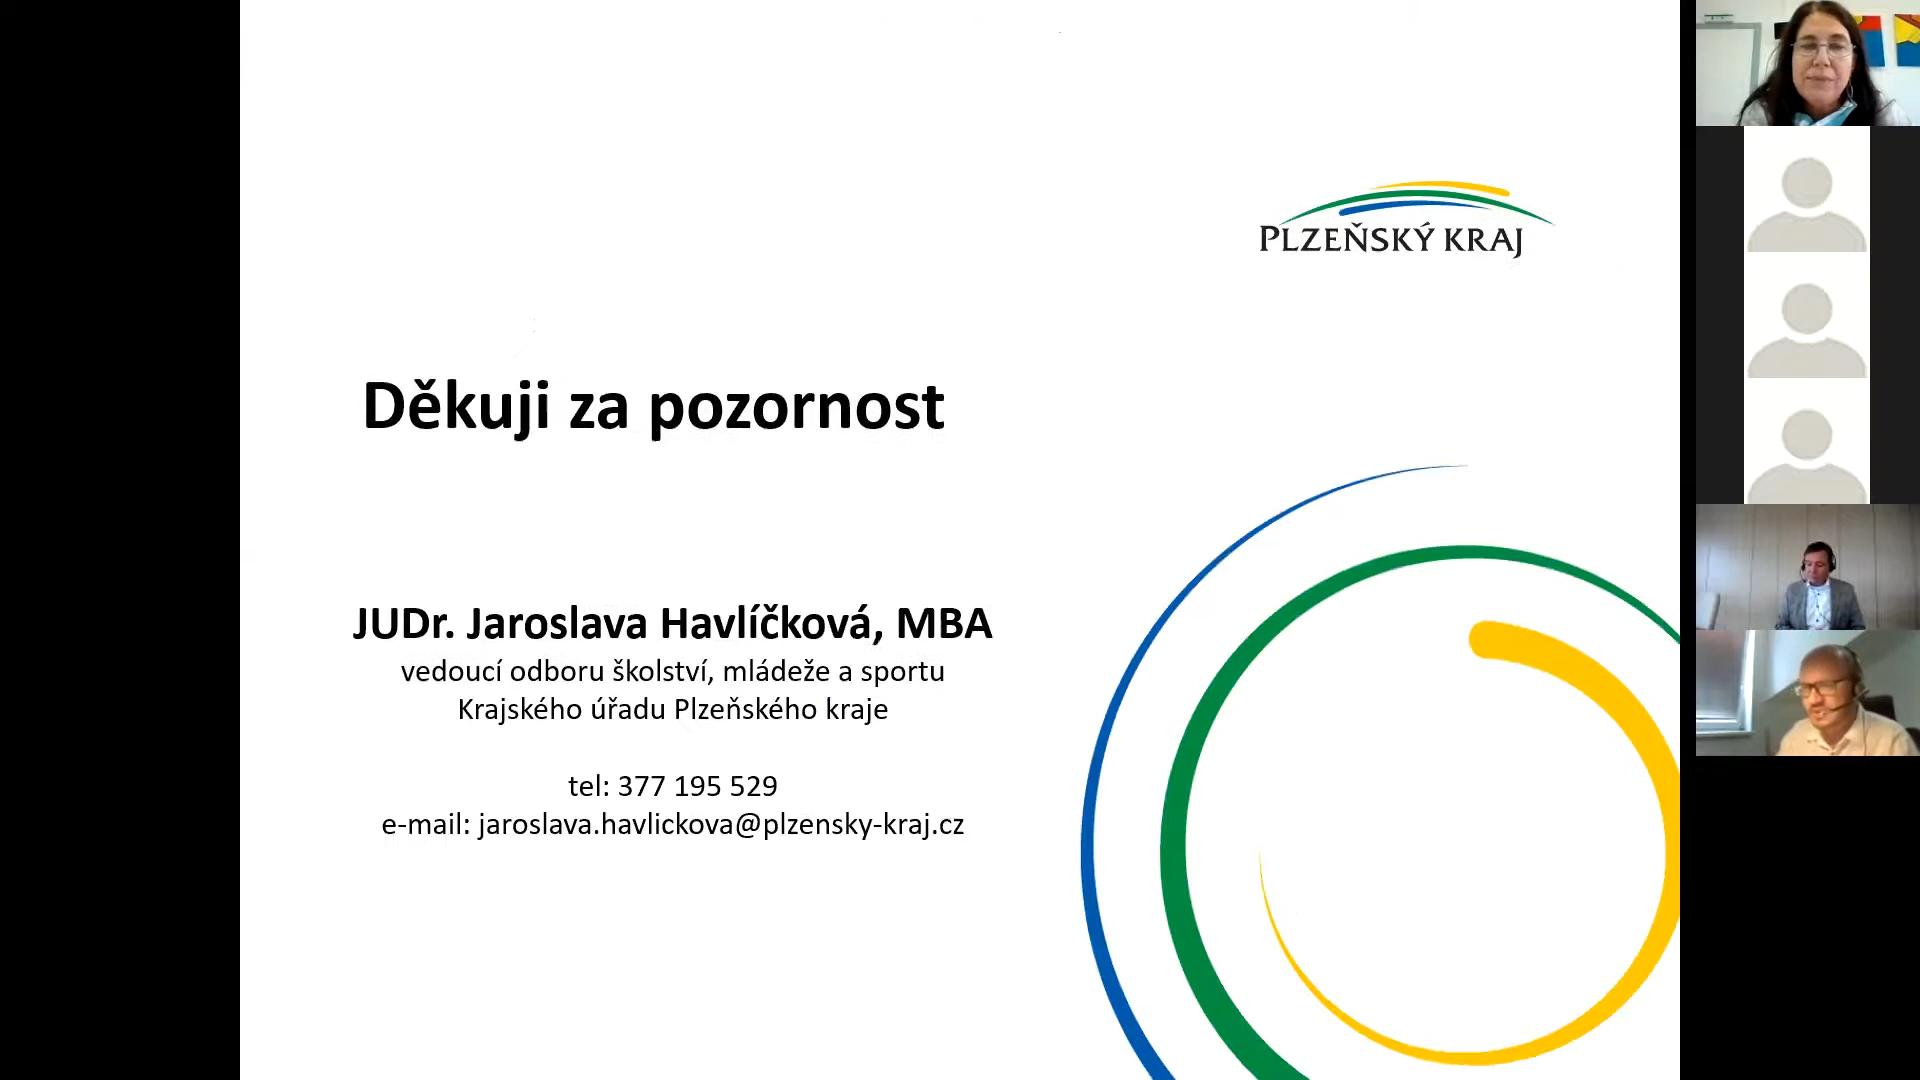 PLZEŇSKÝ KRAJ
Děkuji za pozornost
JUDr. Jaroslava Havlíčková, MBA
vedoucí odboru školství, mládeže a sportu
Krajského úřadu Plzeňského kraje
tel: 377 195 529
e-mail: jaroslava.havlickova@plzensky-kraj.cz